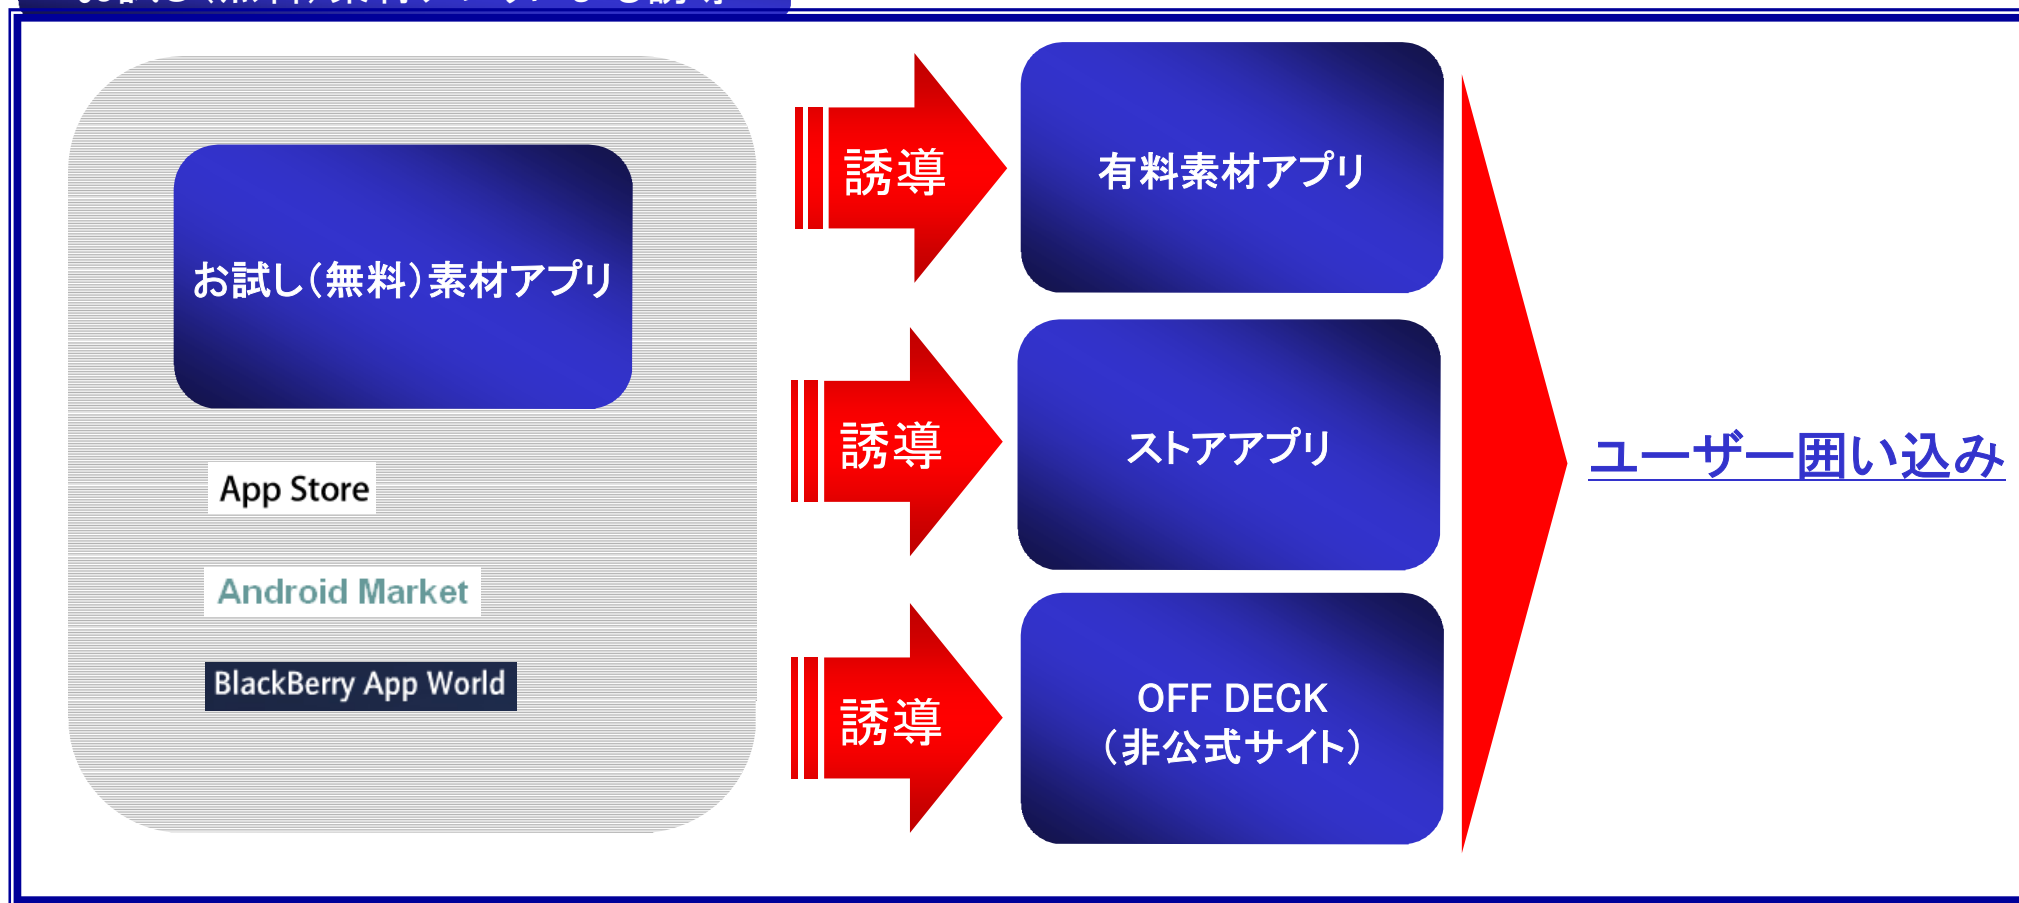 お試し（無料）素材アプリ
App Store
Android Market
BlackBerry App World
誘導
有料素材アプリ
誘導
ストアアプリ
誘導
OFF DECK
（非公式サイト）
ユーザー囲い込み